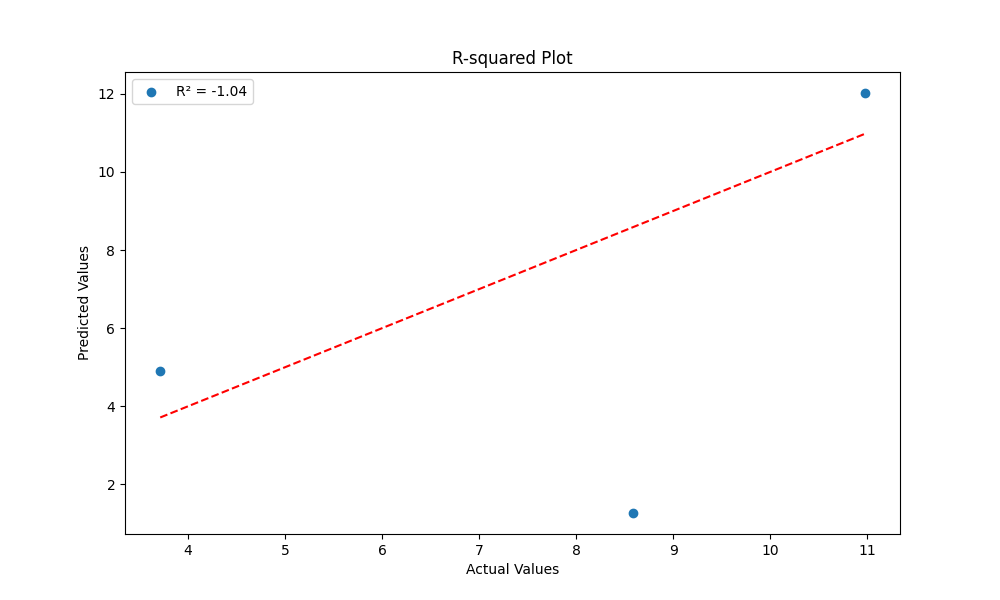 R-squared Plot
R² = -1.04
12
10
8
6
4
2
Predicted Values
4 5 6 7 8 9 10 11
Actual Values